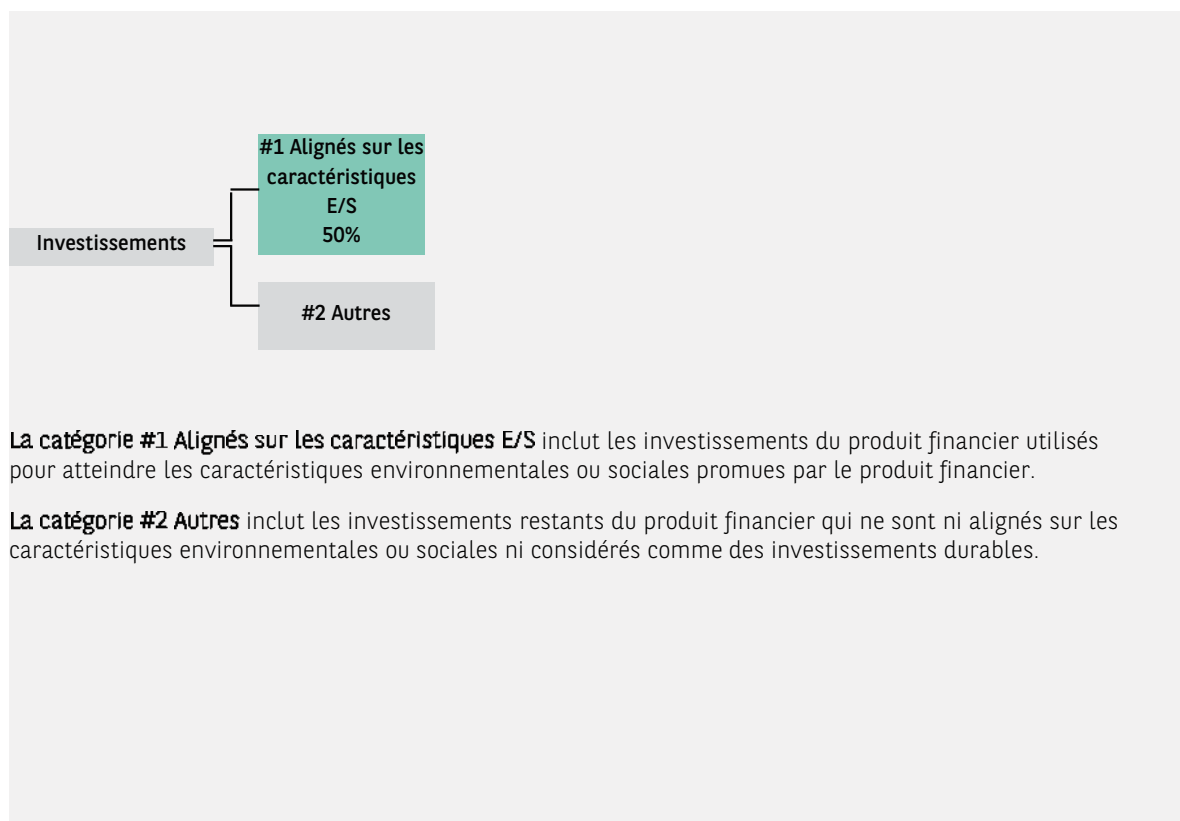 #1 Alignés sur les
caractéristiques
E/S
50%
Investissements
#2 Autres
La catégorie #1 Alignés sur les caractéristiques E/S inclut les investissements du produit financier utilisés
pour atteindre les caractéristiques environnementales ou sociales promues par le produit financier.
La catégorie #2 Autres inclut les investissements restants du produit financier qui ne sont ni alignés sur les
caractéristiques environnementales ou sociales ni considérés comme des investissements durables.